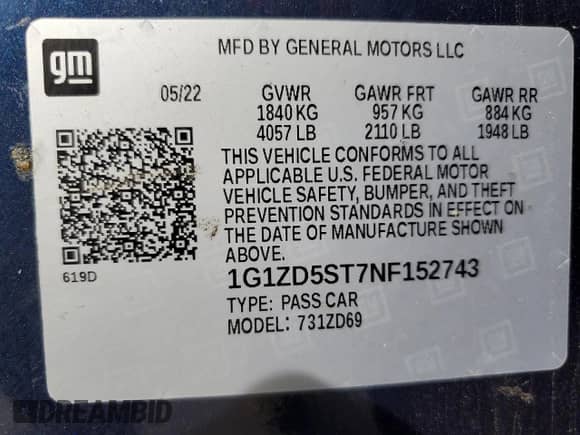 gm
MFD BY GENERAL MOTORS LLC
05/22 GVWR GAWR FRT GAWR RR
1840 KG 957 KG 884 KG
4057 LB 2110 LB 1948 LB
THIS VEHICLE CONFORMS TO ALL
APPLICABLE U.S. FEDERAL MOTOR
VEHICLE SAFETY, BUMPER, AND THEFT
PREVENTION STANDARDS IN EFFECT ON
THE DATE OF MANUFACTURE SHOWN
ABOVE.
619D
1G1ZD5ST7NF152743
TYPE: PASS CAR
MODEL: 731ZD69
DREAMBID